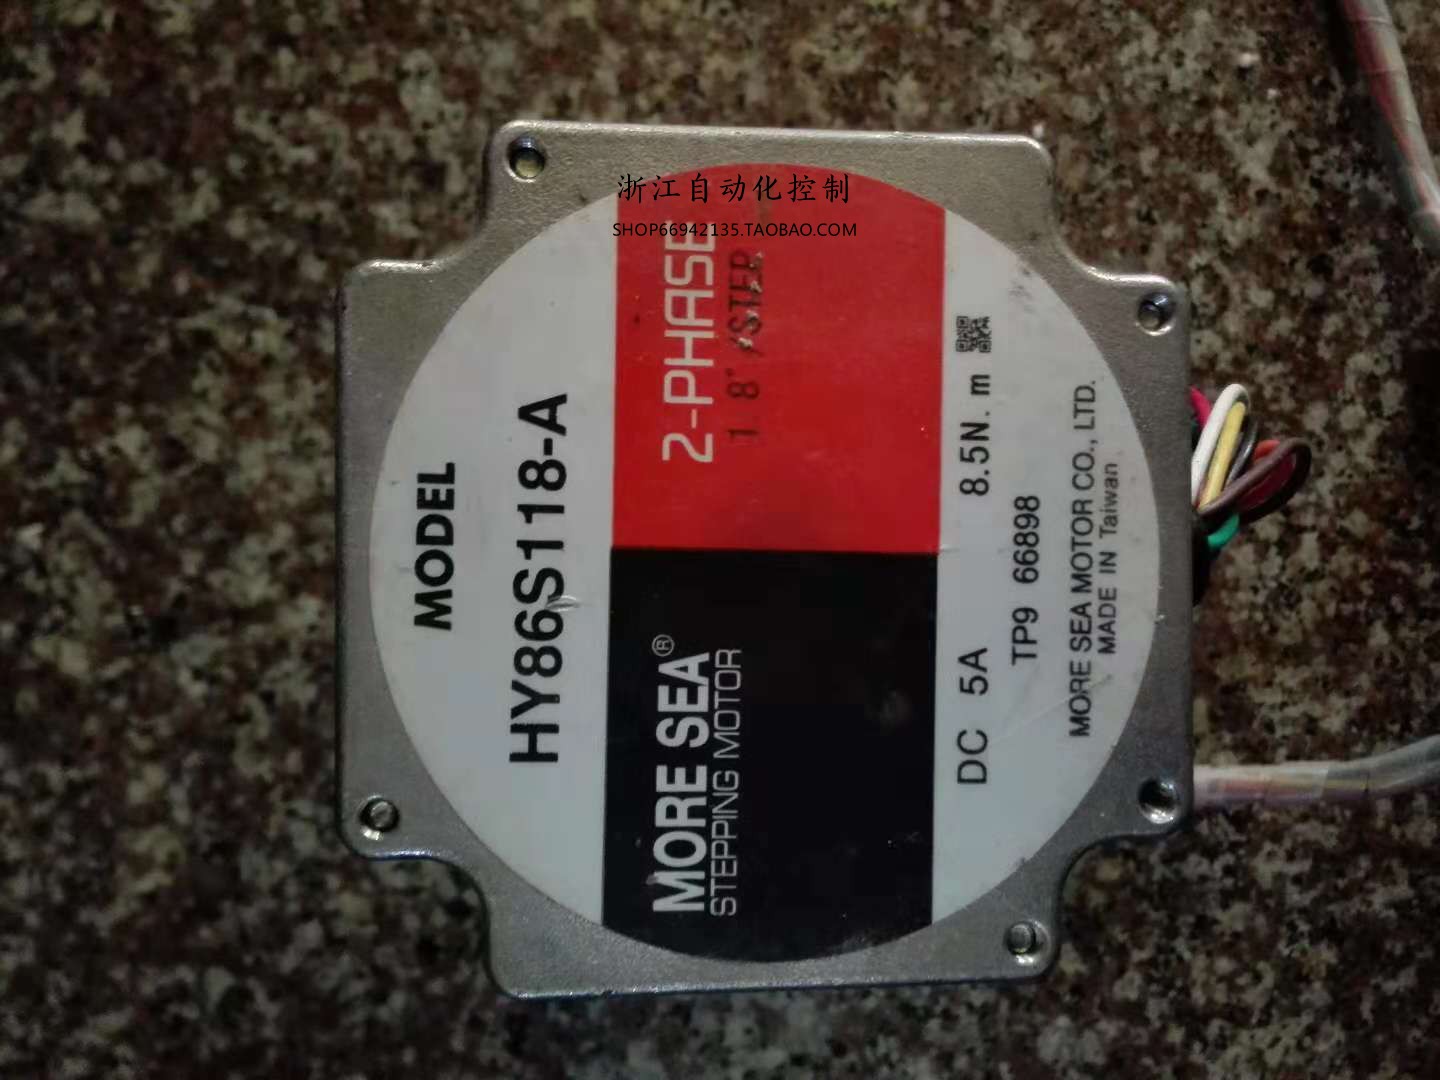 浙江自动化控制
SHOP66942135.TAOBAO.COM
MODEL
HY86S118-A
MORE SEA®
STEPPING MOTOR
2-PHASE
1.8° /STEP
DC 5A 8.5N.m
TP9 66898
MORE SEA MOTOR CO., LTD.
MADE IN Taiwan